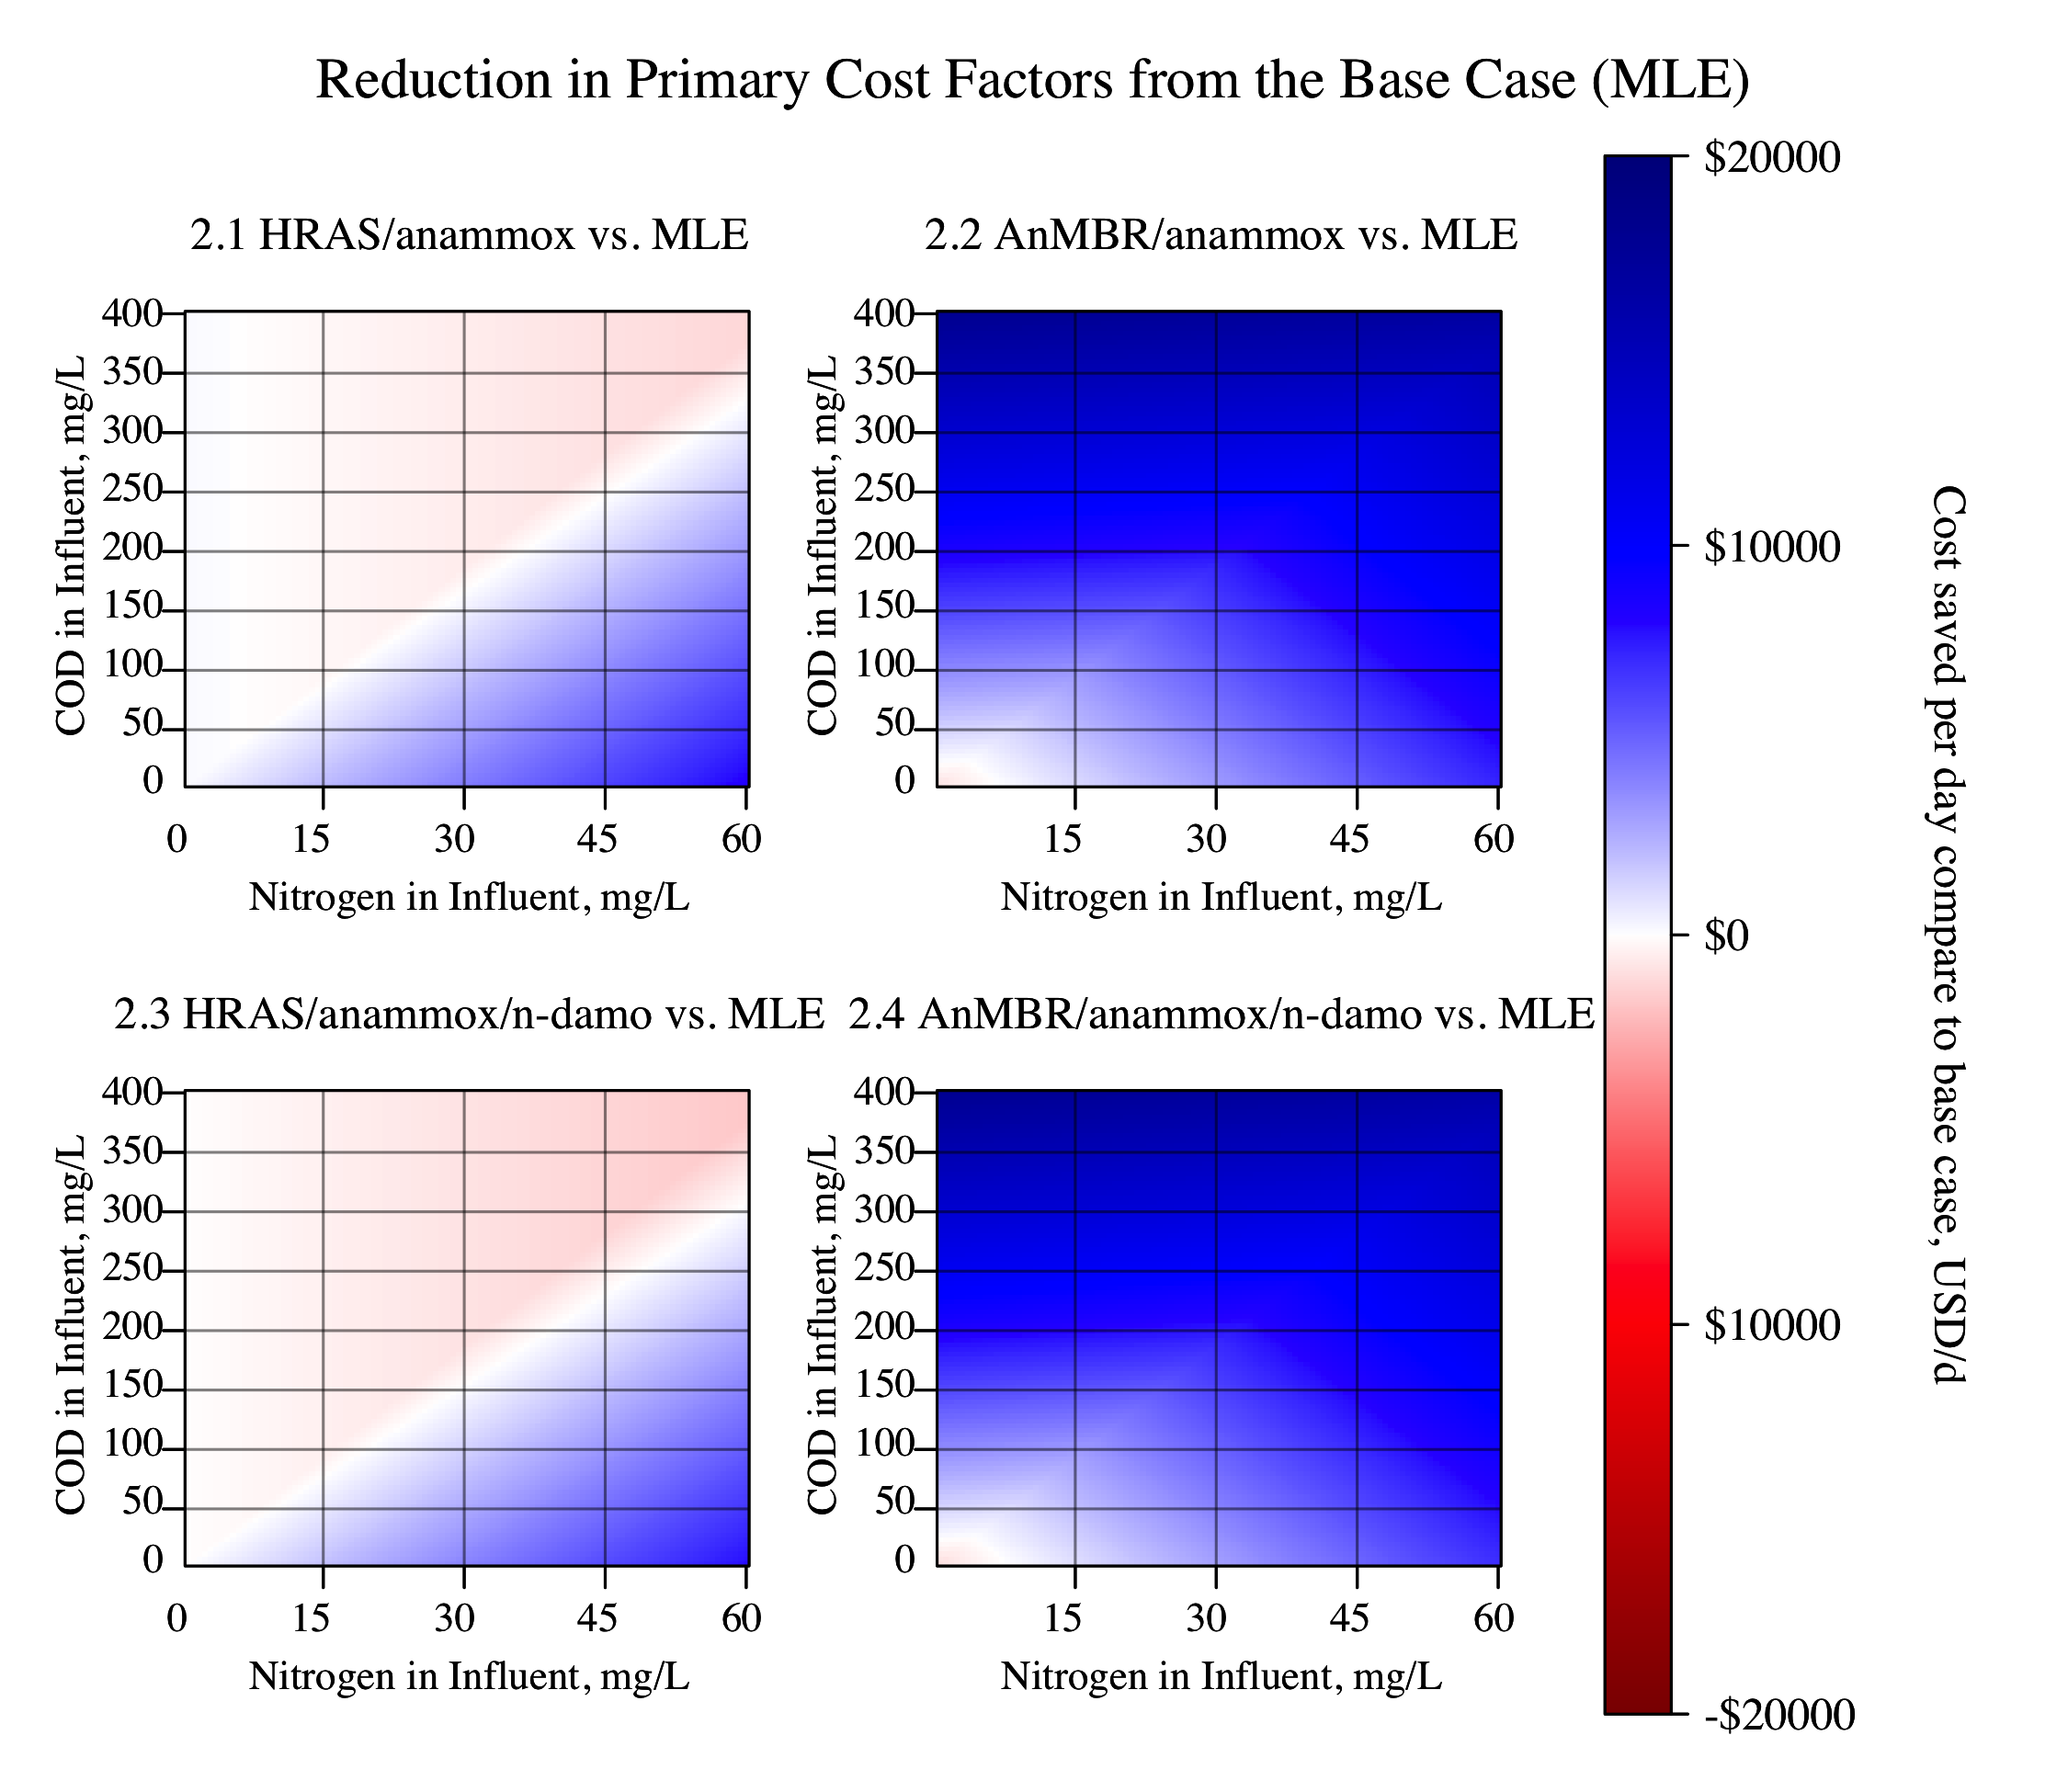 Reduction in Primary Cost Factors from the Base Case (MLE)
2.1 HRAS/anammox vs. MLE
400
350
300
250
200
150
100
50
0
COD in Influent, mg/L
0 15 30 45 60
Nitrogen in Influent, mg/L
2.2 AnMBR/anammox vs. MLE
400
350
300
250
200
150
100
50
0
COD in Influent, mg/L
15 30 45 60
Nitrogen in Influent, mg/L
2.3 HRAS/anammox/n-damo vs. MLE
400
350
300
250
200
150
100
50
0
COD in Influent, mg/L
0 15 30 45 60
Nitrogen in Influent, mg/L
2.4 AnMBR/anammox/n-damo vs. MLE
400
350
300
250
200
150
100
50
0
COD in Influent, mg/L
15 30 45 60
Nitrogen in Influent, mg/L
$20000
$10000
$0
$10000
-$20000
Cost saved per day compare to base case, USD/d